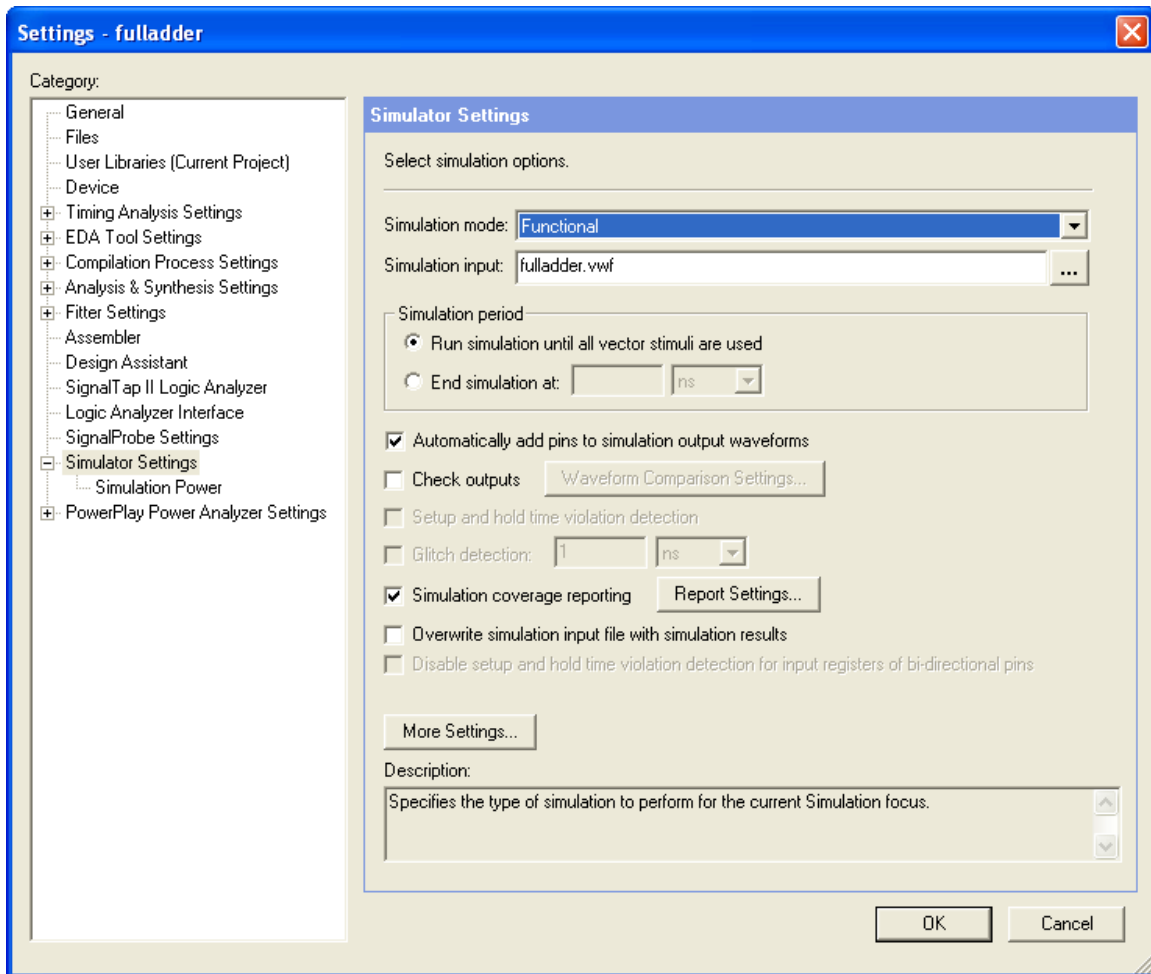 Settings - fulladder
Category:
General
Files
User Libraries (Current Project)
Device
Timing Analysis Settings
EDA Tool Settings
Compilation Process Settings
Analysis & Synthesis Settings
Fitter Settings
Assembler
Design Assistant
SignalTap II Logic Analyzer
Logic Analyzer Interface
SignalProbe Settings
Simulator Settings
Simulation Power
PowerPlay Power Analyzer Settings
Simulator Settings
Select simulation options.
Simulation mode: Functional
Simulation input: fulladder.vwf ...
Simulation period
Run simulation until all vector stimuli are used
End simulation at: ns
Automatically add pins to simulation output waveforms
Check outputs Waveform Comparison Settings...
Setup and hold time violation detection
Glitch detection: 1 ns
Simulation coverage reporting Report Settings...
Overwrite simulation input file with simulation results
Disable setup and hold time violation detection for input registers of bi-directional pins
More Settings...
Description:
Specifies the type of simulation to perform for the current Simulation focus.
OK Cancel